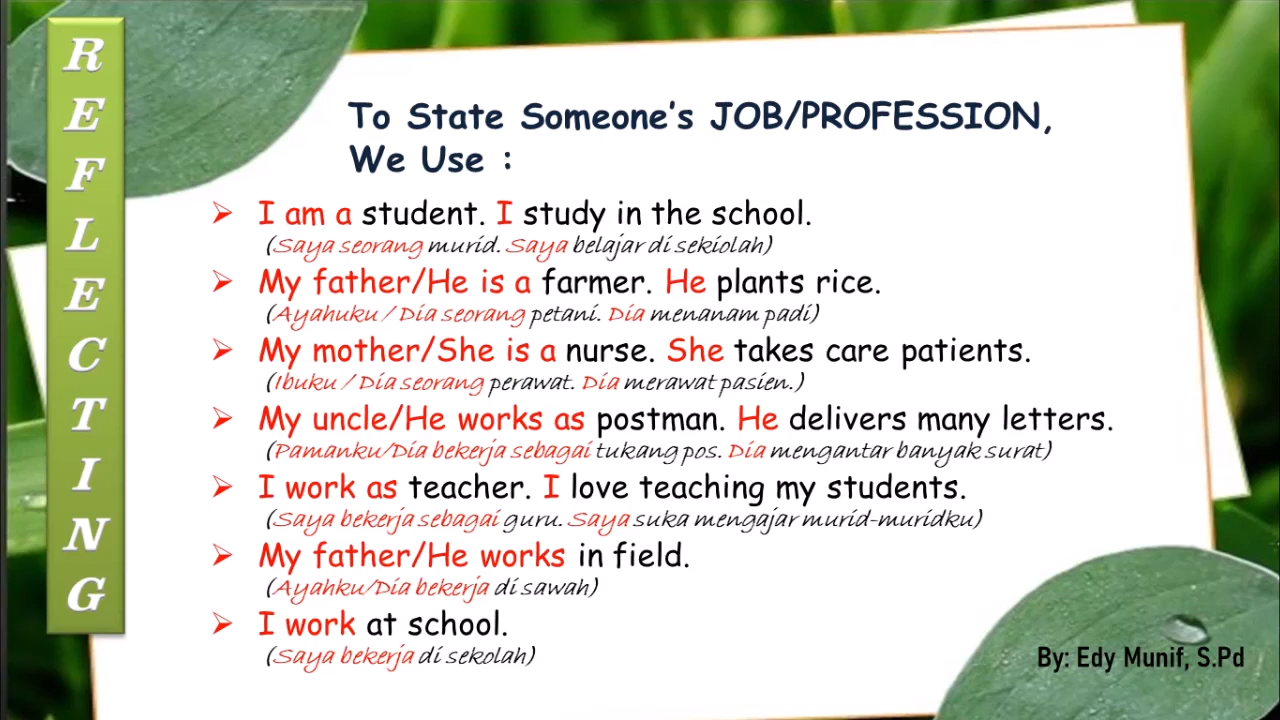 REFLECTING
To State Someone's JOB/PROFESSION,
We Use :
➢ I am a student. I study in the school.
(Saya seorang murid. Saya belajar di sekiolah)
➢ My father/He is a farmer. He plants rice.
(Ayahuku / Dia seorang petani. Dia menanam padi)
➢ My mother/She is a nurse. She takes care patients.
(Ibuku / Dia seorang perawat. Dia merawat pasien.)
➢ My uncle/He works as postman. He delivers many letters.
(Pamanku/Dia bekerja sebagai tukang pos. Dia mengantar banyak surat)
➢ I work as teacher. I love teaching my students.
(Saya bekerja sebagai guru. Saya suka mengajar murid-muridku)
➢ My father/He works in field.
(Ayahku/Dia bekerja di sawah)
➢ I work at school.
(Saya bekerja di sekolah)
By: Edy Munif, S.Pd